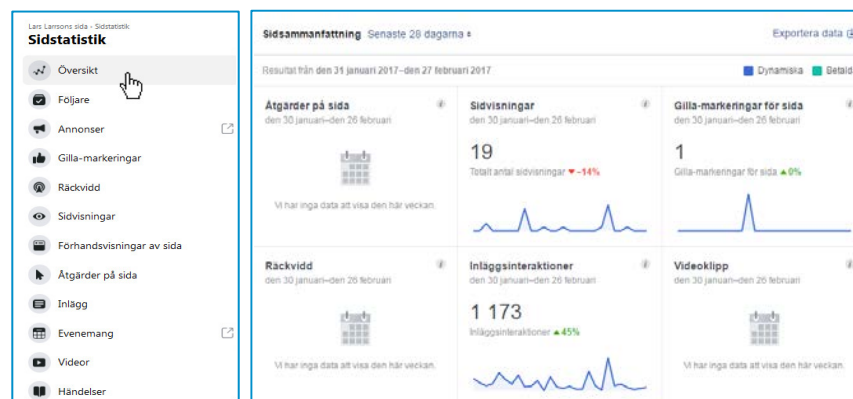 Lars Larssons sida - Sidstatistik
Sidstatistik
Översikt
Följare
Annonser
Gilla-markeringar
Räckvidd
Sidvisningar
Förhandsvisningar av sida
Åtgärder på sida
Inlägg
Evenemang
Videor
Händelser
Sidsammanfattning Senaste 28 dagarna
Exportera data
Resultat från den 31 januari 2017–den 27 februari 2017
Dynamiska Betald
Åtgärder på sida
den 30 januari–den 26 februari
Vi har inga data att visa den här veckan.
Sidvisningar
den 30 januari–den 26 februari
19
Totalt antal sidvisningar ▼ -14%
Gilla-markeringar för sida
den 30 januari–den 26 februari
1
Gilla-markeringar för sida ▲ 0%
Räckvidd
den 30 januari–den 26 februari
Vi har inga data att visa den här veckan.
Inläggsinteraktioner
den 30 januari–den 26 februari
1 173
Inläggsinteraktioner ▲ 45%
Videoklipp
den 30 januari–den 26 februari
Vi har inga data att visa den här veckan.